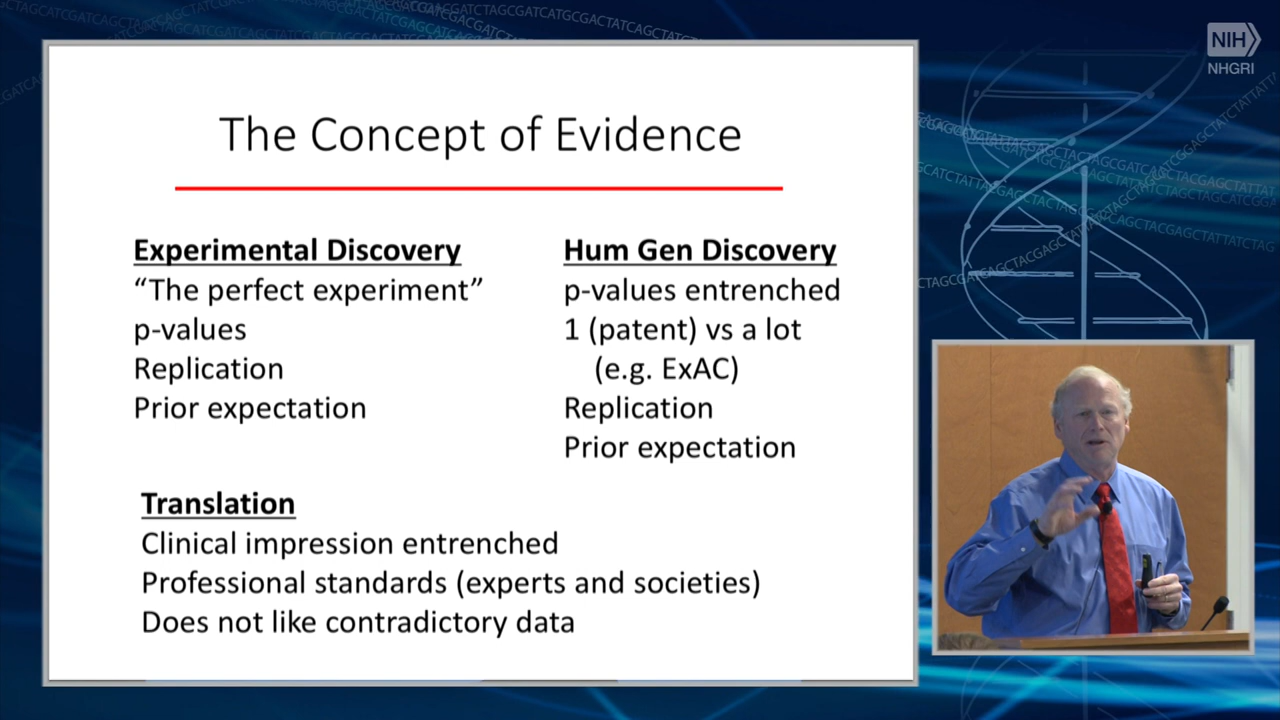 The Concept of Evidence
Experimental Discovery
“The perfect experiment”
p-values
Replication
Prior expectation
Hum Gen Discovery
p-values entrenched
1 (patent) vs a lot
(e.g. ExAC)
Replication
Prior expectation
Translation
Clinical impression entrenched
Professional standards (experts and societies)
Does not like contradictory data
NIH
NHGRI